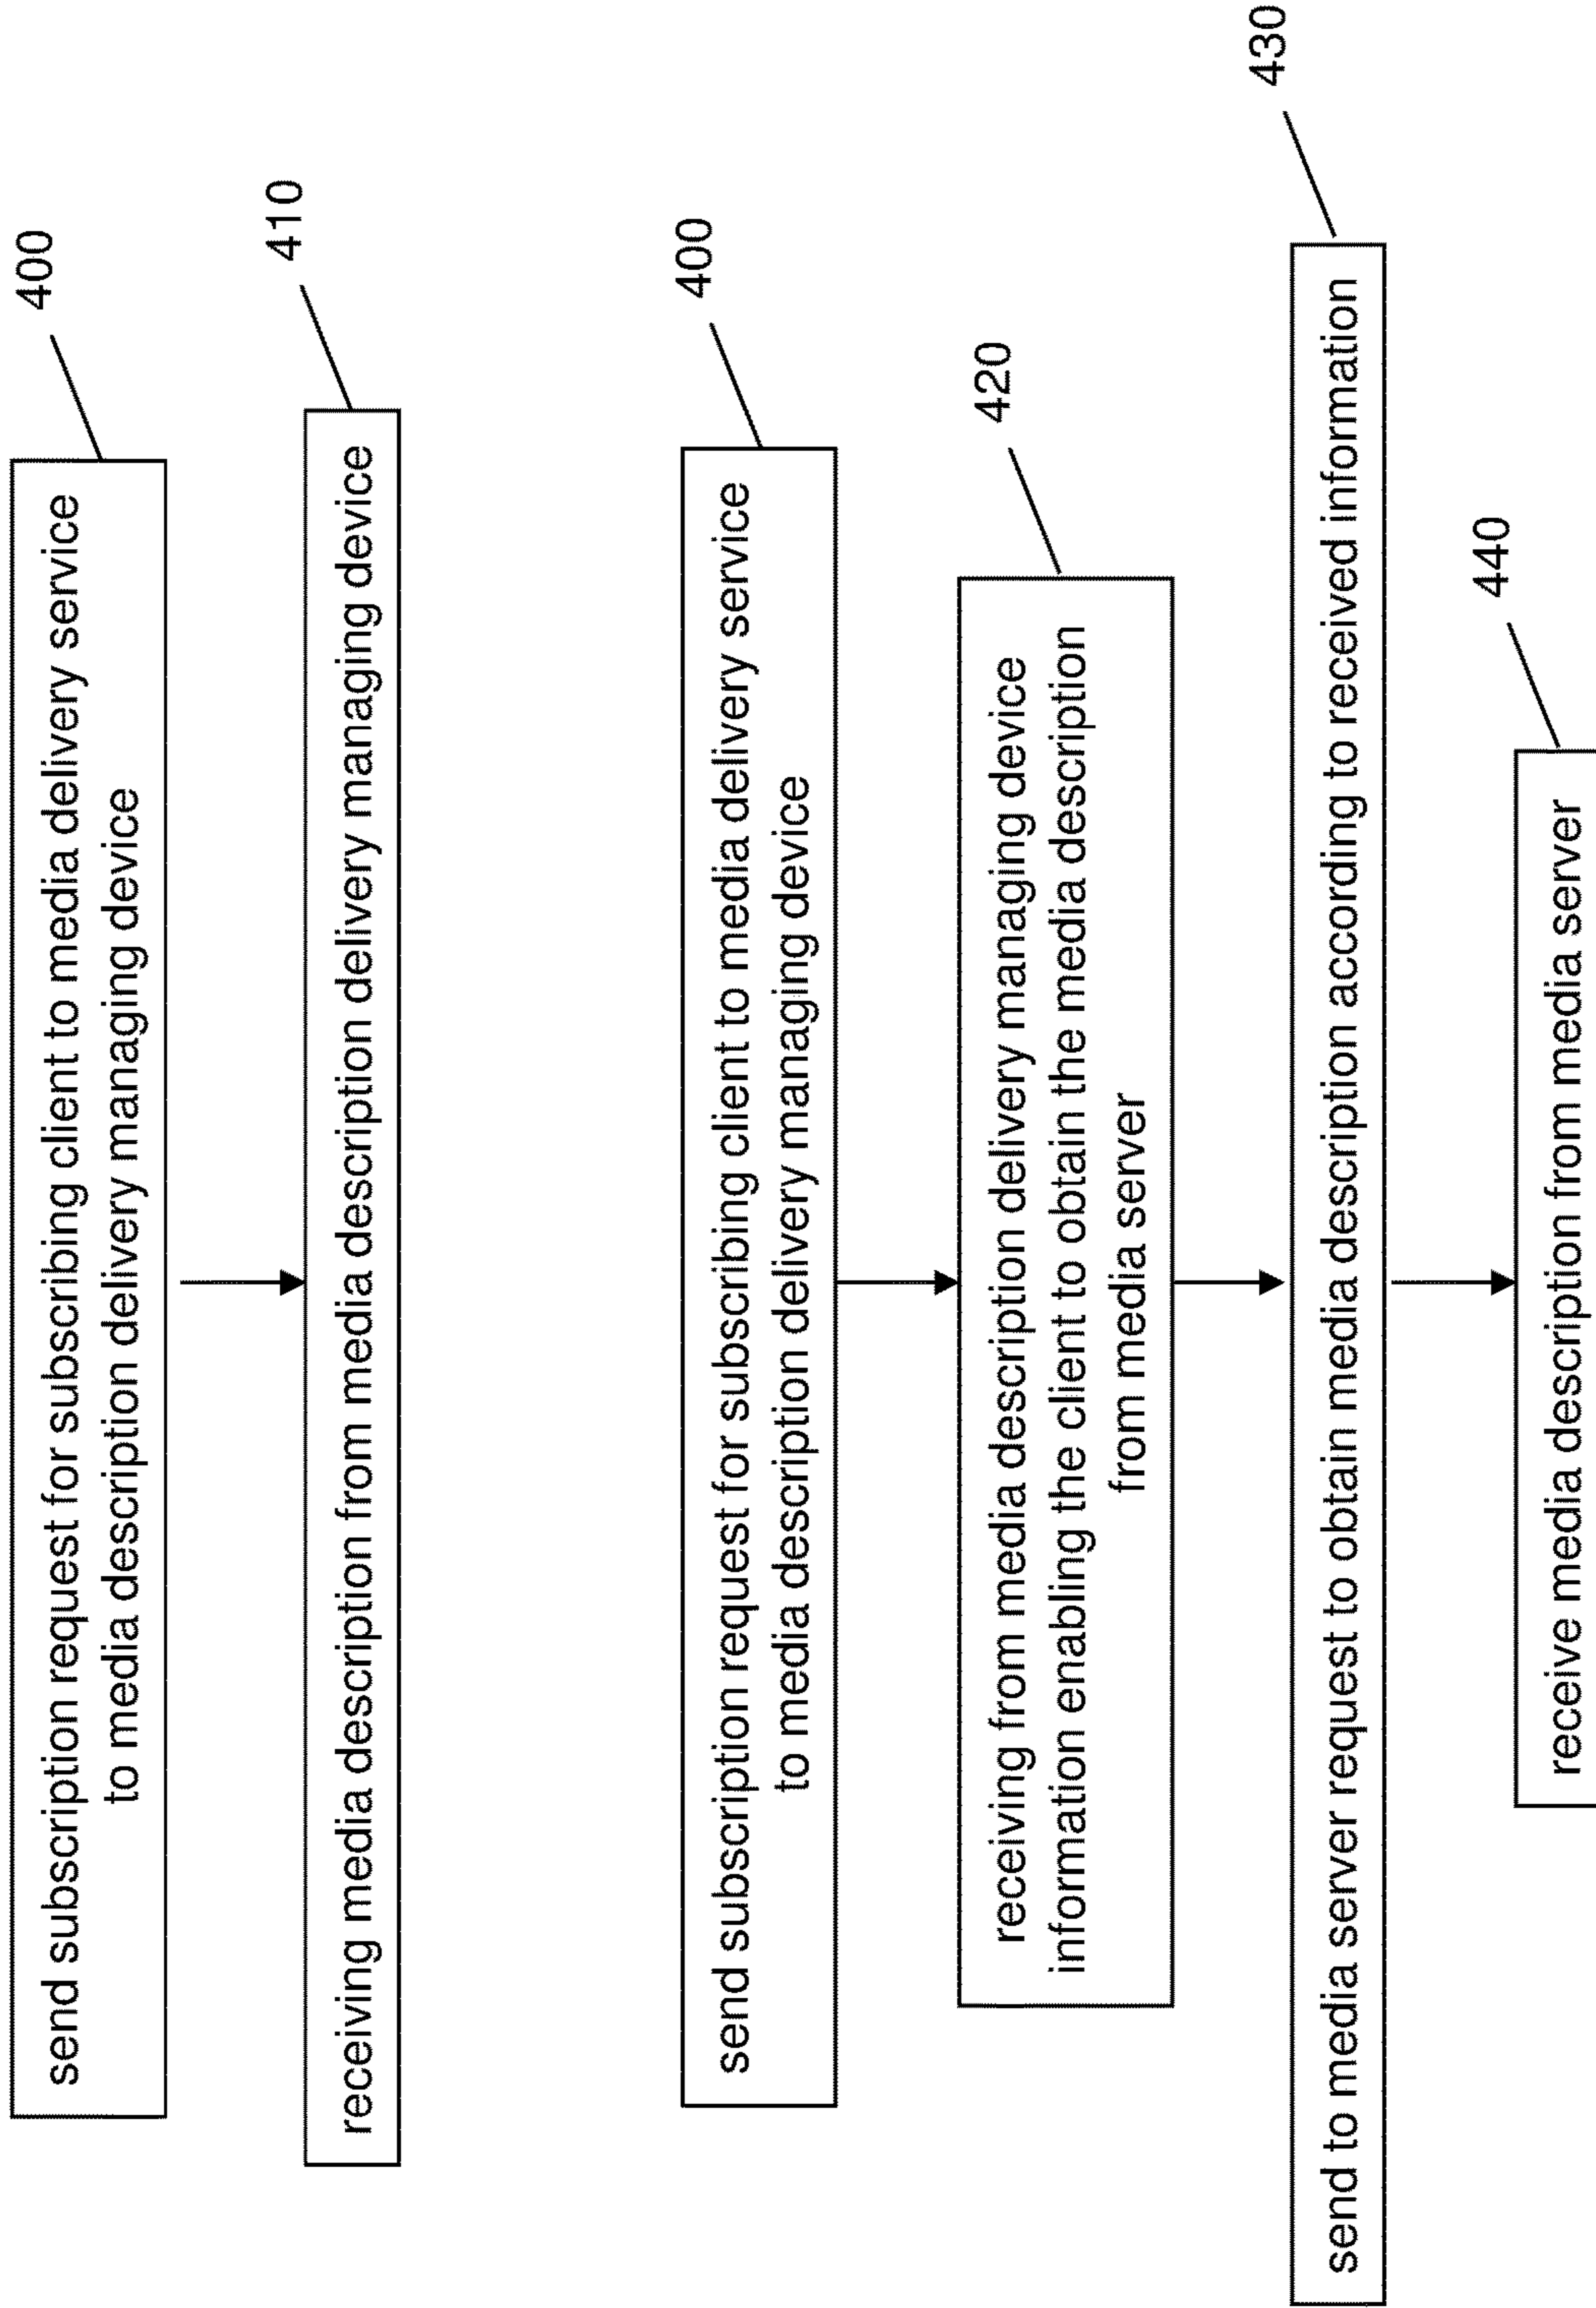 400
send subscription request for subscribing client to media delivery service
to media description delivery managing device
410
receiving media description from media description delivery managing device
400
send subscription request for subscribing client to media delivery service
to media description delivery managing device
420
receiving from media description delivery managing device
information enabling the client to obtain the media description
from media server
430
send to media server request to obtain media description according to received information
440
receive media description from media server